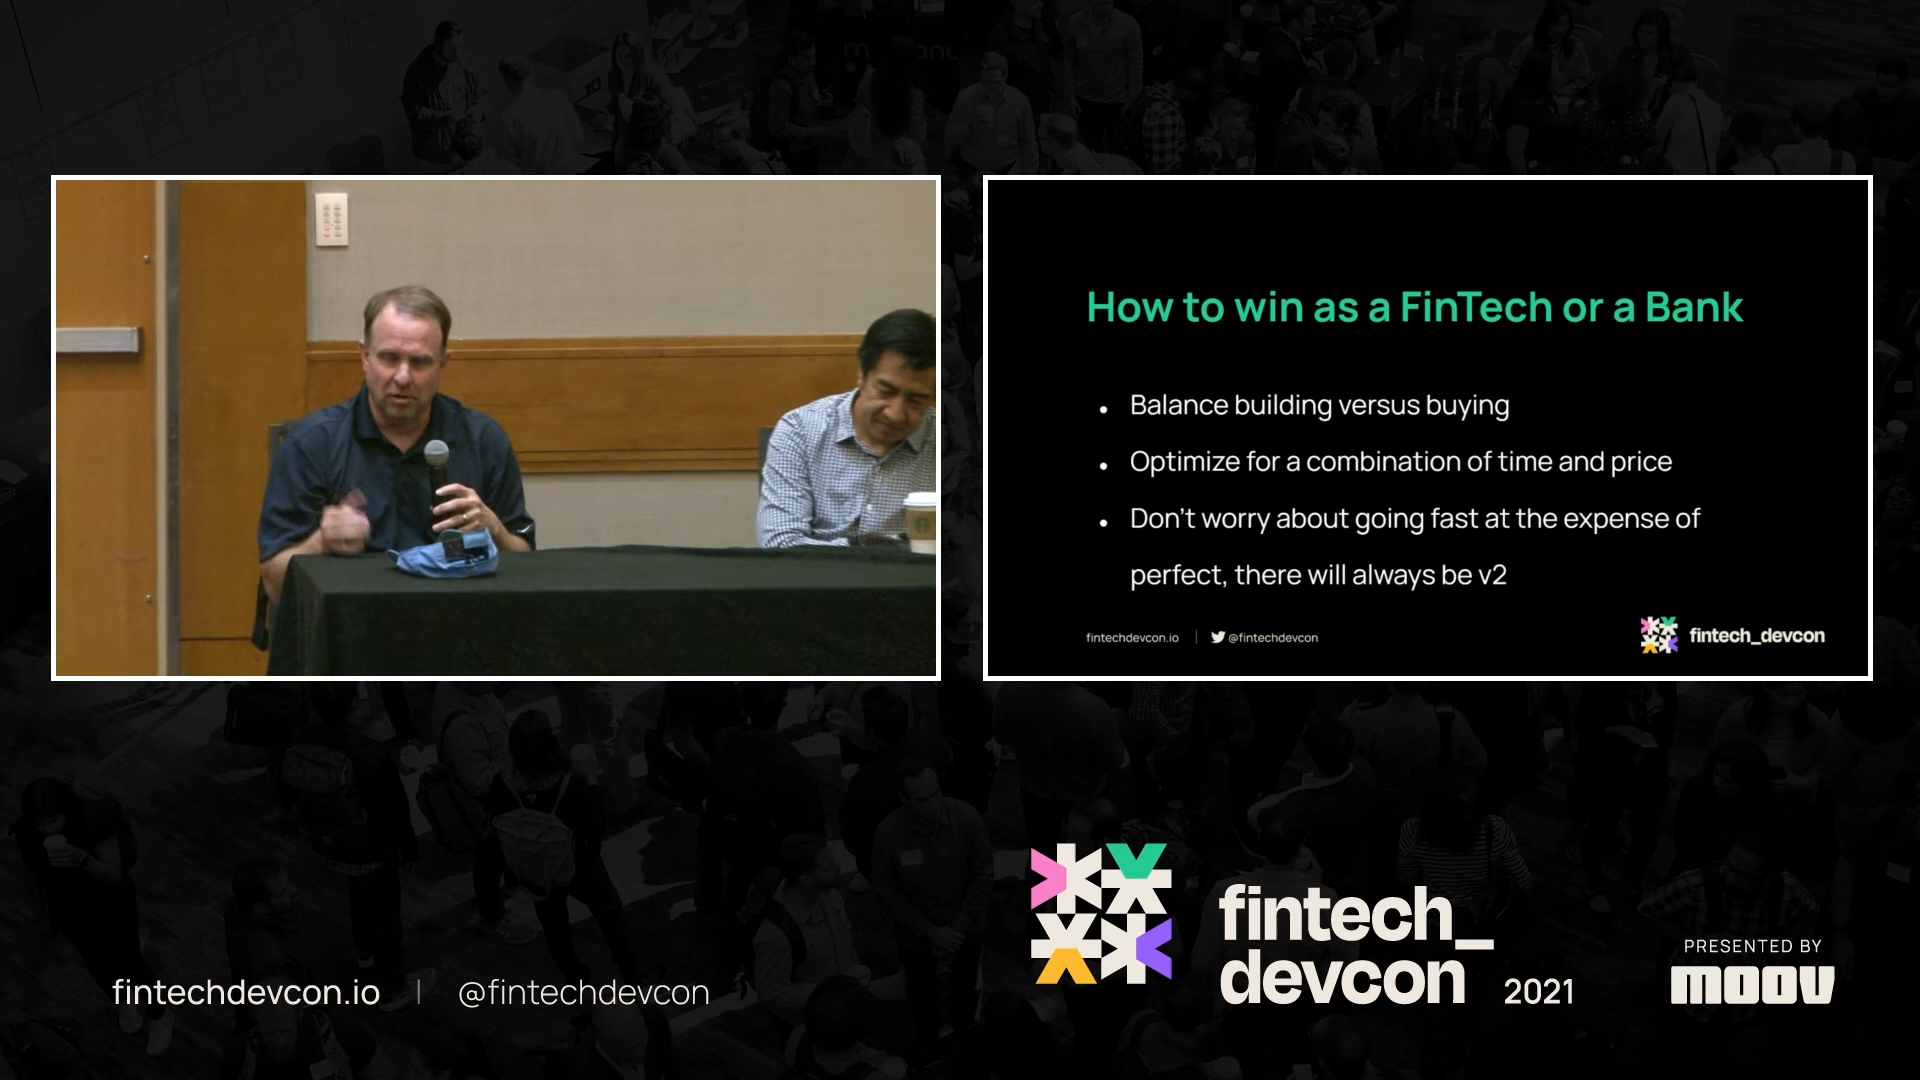 How to win as a FinTech or a Bank
• Balance building versus buying
• Optimize for a combination of time and price
• Don't worry about going fast at the expense of
perfect, there will always be v2
fintechdevcon.io | @fintechdevcon
fintech_devcon
fintechdevcon.io | @fintechdevcon
fintech_
devcon 2021
PRESENTED BY
moov